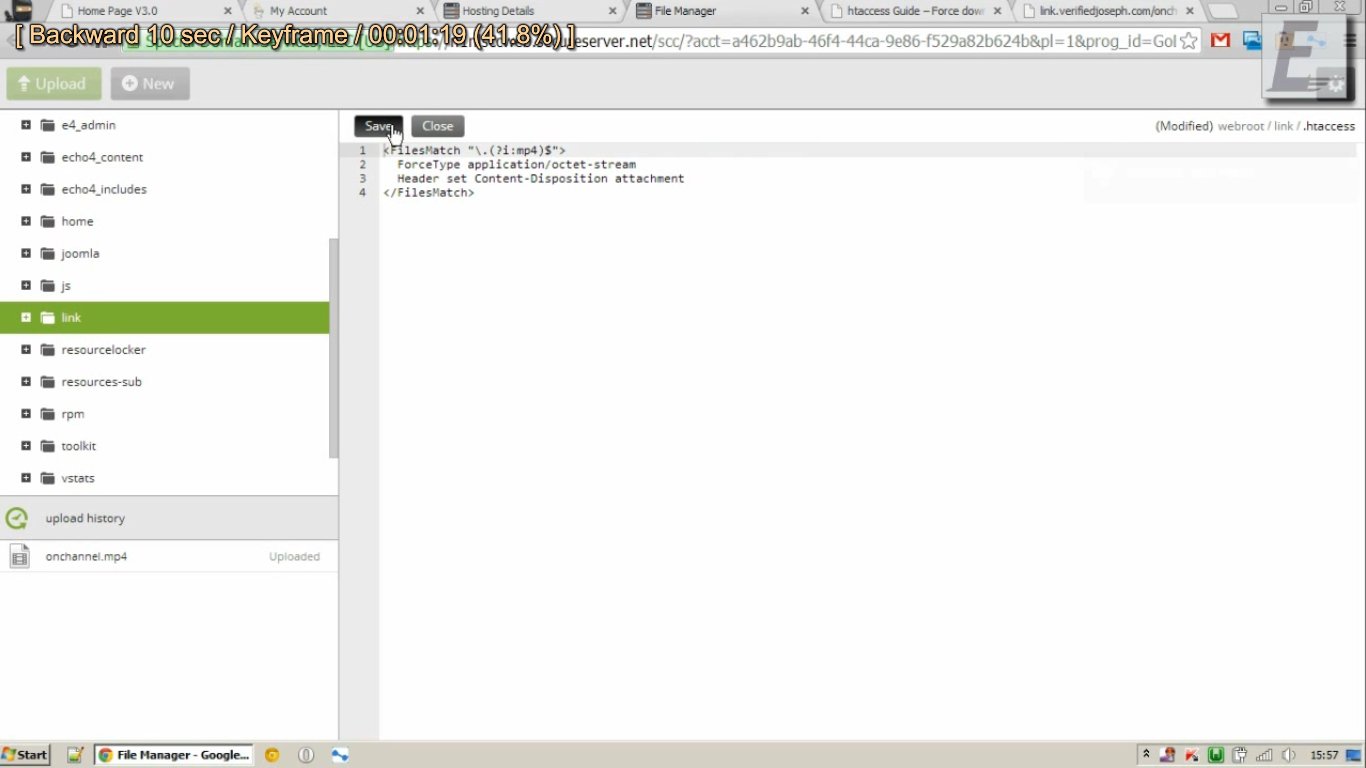 Home Page V3.0
My Account
Hosting Details
File Manager
htaccess Guide – Force dow
link.verifiedjoseph.com/onch
[ Backward 10 sec / Keyframe / 00:01:19 (41.8%) ]
eserver.net/scc/?acct=a462b9ab-46f4-44ca-9e86-f529a82b624b&pl=1&prog_id=GoI
Upload
New
E
e4_admin
echo4_content
echo4_includes
home
joomla
js
link
resourcelocker
resources-sub
rpm
toolkit
vstats
upload history
onchannel.mp4 Uploaded
Save Close
(Modified) webroot / link / .htaccess
1 <FilesMatch "\.(?i:mp4)$">
2 ForceType application/octet-stream
3 Header set Content-Disposition attachment
4 </FilesMatch>
Start
File Manager - Google...
15:57